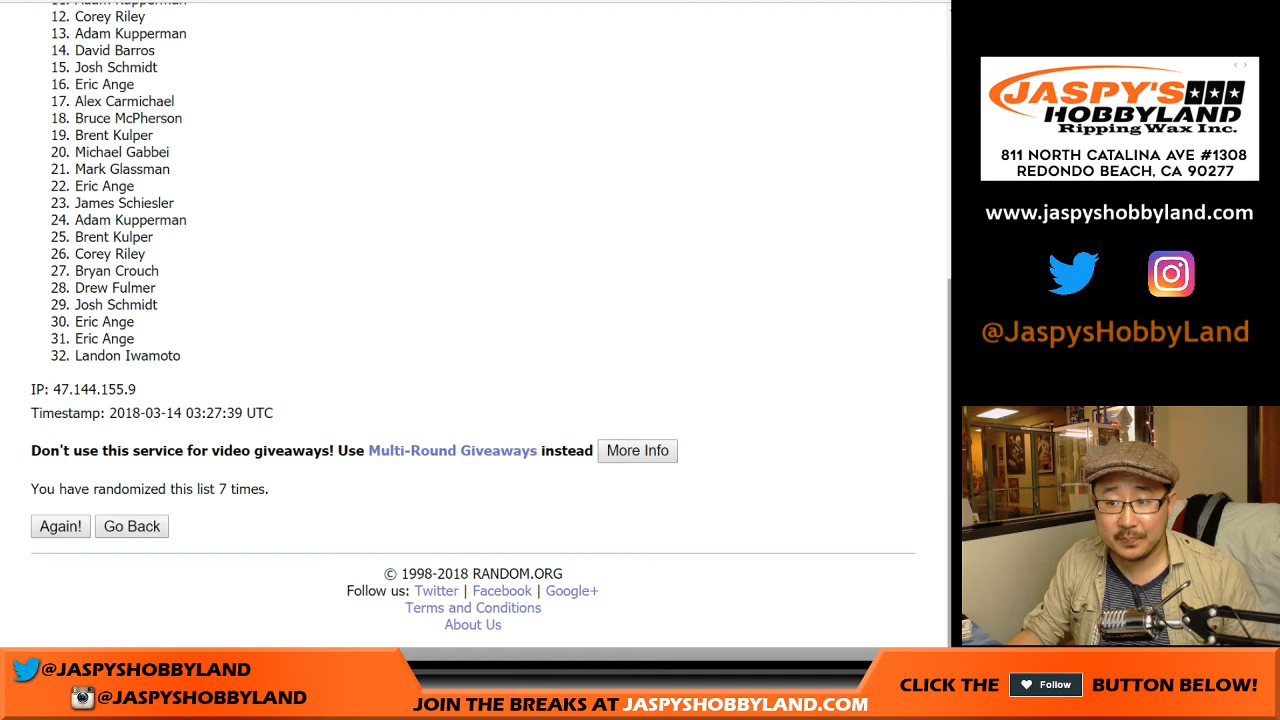 11. Adam Kupperman
12. Corey Riley
13. Adam Kupperman
14. David Barros
15. Josh Schmidt
16. Eric Ange
17. Alex Carmichael
18. Bruce McPherson
19. Brent Kulper
20. Michael Gabbei
21. Mark Glassman
22. Eric Ange
23. James Schiesler
24. Adam Kupperman
25. Brent Kulper
26. Corey Riley
27. Bryan Crouch
28. Drew Fulmer
29. Josh Schmidt
30. Eric Ange
31. Eric Ange
32. Landon Iwamoto
IP: 47.144.155.9
Timestamp: 2018-03-14 03:27:39 UTC
Don't use this service for video giveaways! Use Multi-Round Giveaways instead More Info
You have randomized this list 7 times.
Again! Go Back
© 1998-2018 RANDOM.ORG
Follow us: Twitter | Facebook | Google+
Terms and Conditions
About Us
JASPY'S
HOBBYLAND
Ripping Wax Inc.
811 NORTH CATALINA AVE #1308
REDONDO BEACH, CA 90277
www.jaspyshobbyland.com
@JaspysHobbyLand
@JASPYSHOBBYLAND
@JASPYSHOBBYLAND
JOIN THE BREAKS AT JASPYSHOBBYLAND.COM
CLICK THE Follow BUTTON BELOW!